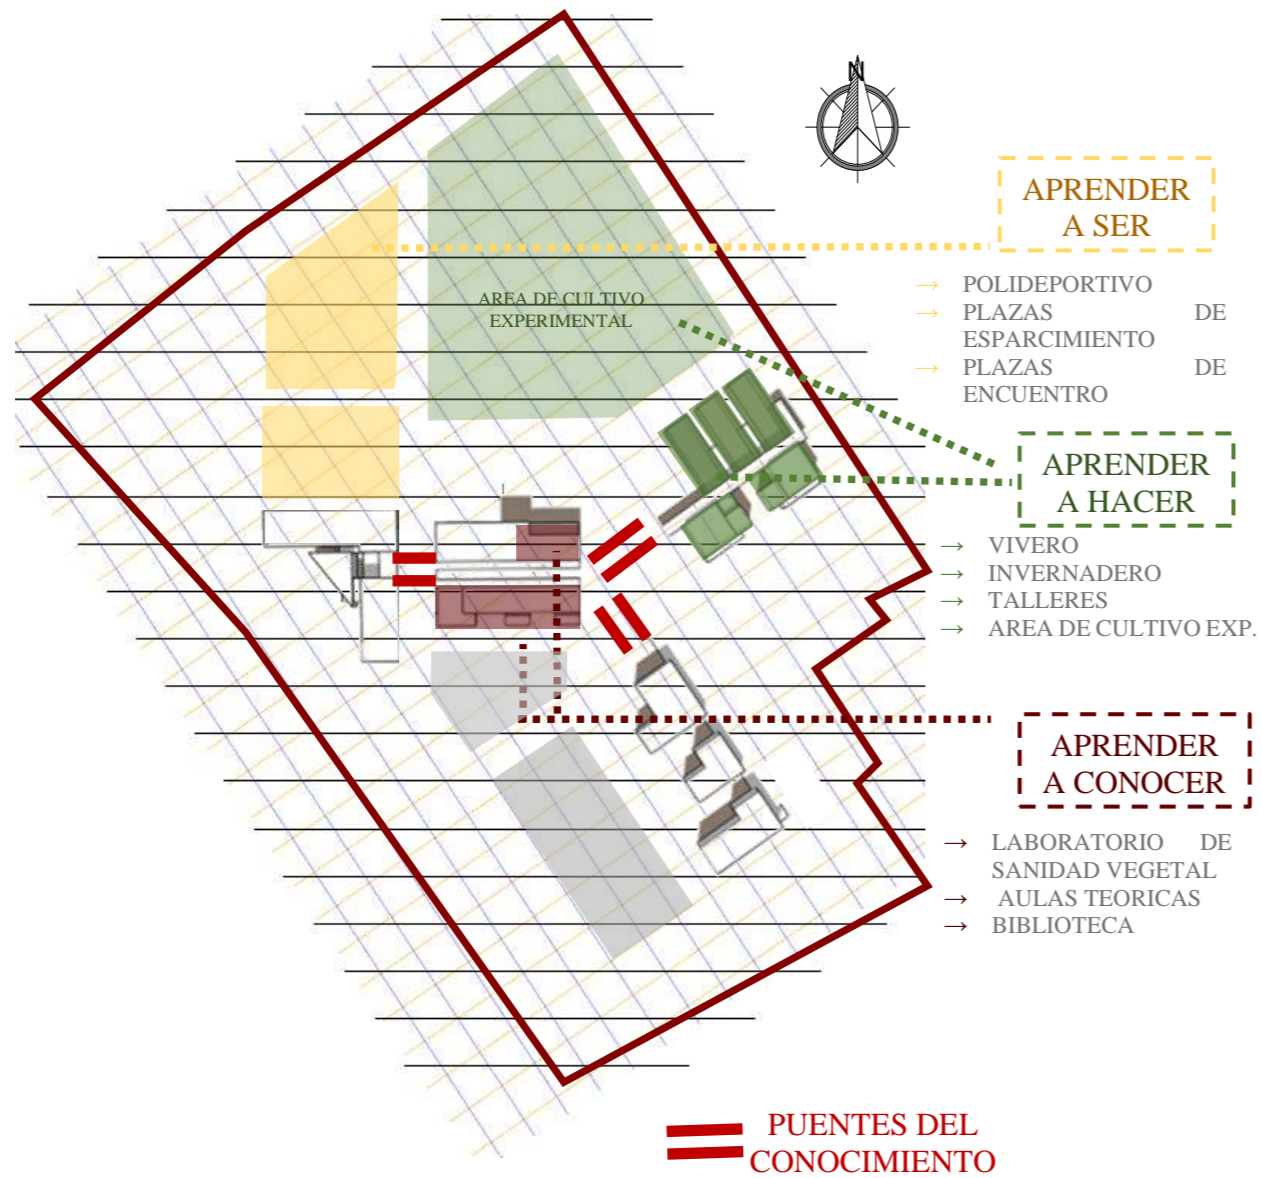 N
APRENDER
A SER
→ POLIDEPORTIVO
→ PLAZAS DE
ESPARCIMIENTO
→ PLAZAS DE
ENCUENTRO
AREA DE CULTIVO
EXPERIMENTAL
APRENDER
A HACER
→ VIVERO
→ INVERNADERO
→ TALLERES
→ AREA DE CULTIVO EXP.
APRENDER
A CONOCER
→ LABORATORIO DE
SANIDAD VEGETAL
→ AULAS TEORICAS
→ BIBLIOTECA
PUENTES DEL
CONOCIMIENTO